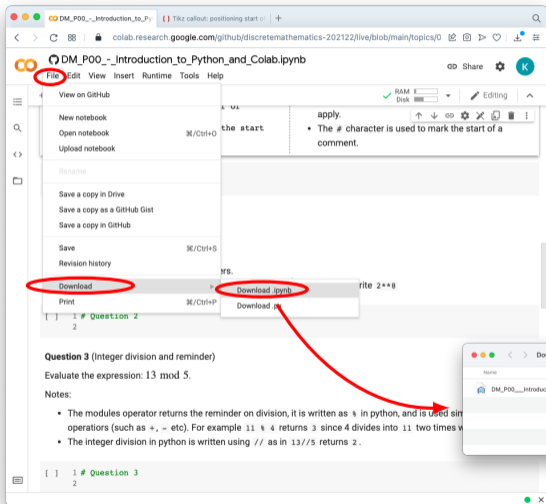 DM_P00_-_Introduction_to_Py
Tikz callout: positioning start of
colab.research.google.com/github/discretemathematics-202122/live/blob/main/topics/0
DM_P00_-_Introduction_to_Python_and_Colab.ipynb
Share
K
File Edit View Insert Runtime Tools Help
RAM
Disk
Editing
View on GitHub
New notebook
Open notebook ⌘/Ctrl+O
Upload notebook
Rename
Save a copy in Drive
Save a copy as a GitHub Gist
Save a copy in GitHub
Save ⌘/Ctrl+S
Revision history
Download
Print ⌘/Ctrl+P
Download .ipynb
Download .py
the start
apply.
• The # character is used to mark the start of a
comment.
ers.
rite 2**8
[ ] 1 # Question 2
2
Question 3 (Integer division and reminder)
Evaluate the expression: 13 mod 5.
Notes:
• The modules operator returns the reminder on division, it is written as % in python, and is used sim
operatiors (such as +, - etc). For example 11 % 4 returns 3 since 4 divides into 11 two times w
• The integer division in python is written using // as in 13//5 returns 2.
[ ] 1 # Question 3
2
Dov
Name
DM_P00___Introduc